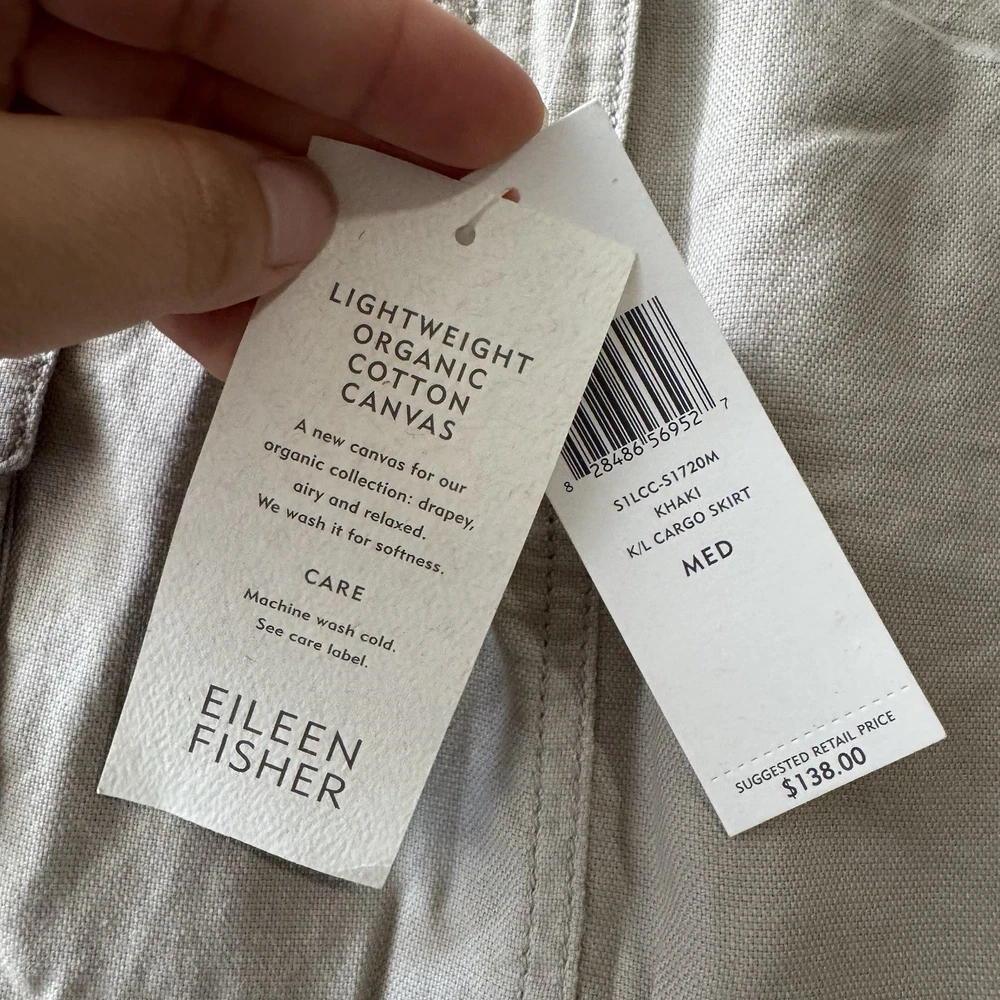 LIGHTWEIGHT
ORGANIC
COTTON
CANVAS
A new canvas for our
organic collection: drapey,
airy and relaxed.
We wash it for softness.
CARE
Machine wash cold.
See care label.
EILEEN
FISHER
8 28486 56952 7
S1LCC-S1720M
KHAKI
K/L CARGO SKIRT
MED
SUGGESTED RETAIL PRICE
$138.00